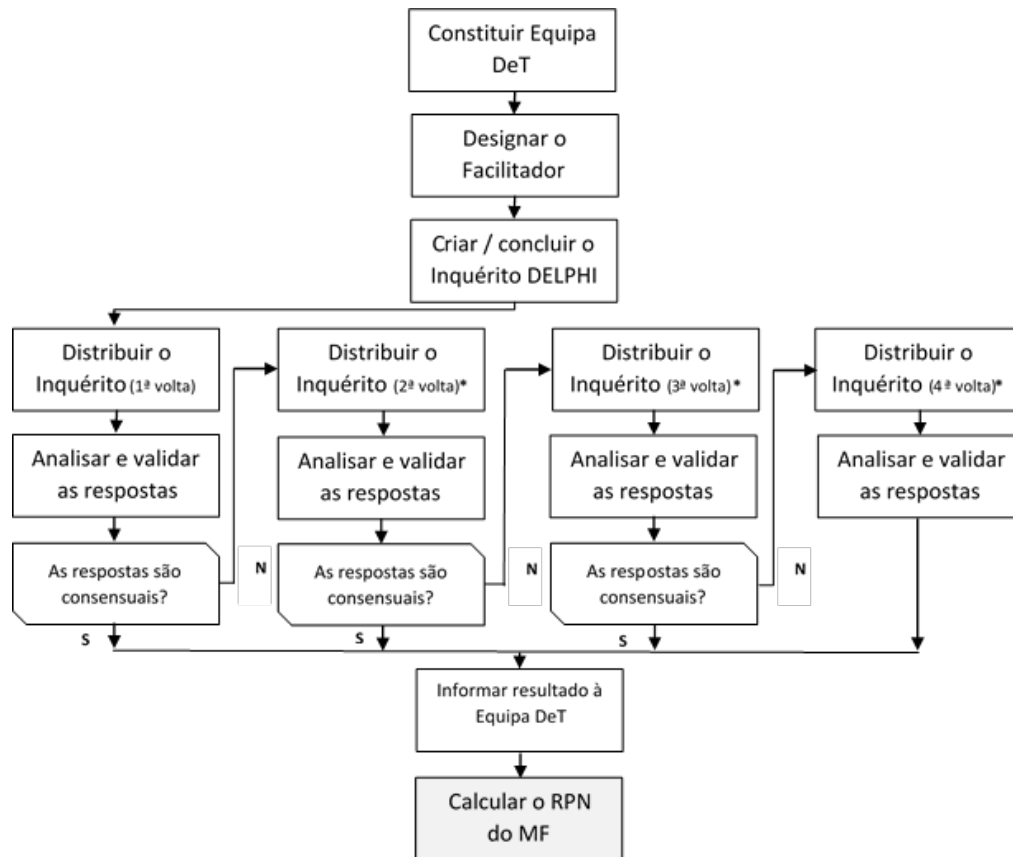 Constituir Equipa
DeT
Designar o
Facilitador
Criar / concluir o
Inquérito DELPHI
Distribuir o
Inquérito (1ª volta)
Analisar e validar
as respostas
As respostas são
consensuais?
N
S
Distribuir o
Inquérito (2ª volta)*
Analisar e validar
as respostas
As respostas são
consensuais?
N
S
Distribuir o
Inquérito (3ª volta)*
Analisar e validar
as respostas
As respostas são
consensuais?
N
S
Distribuir o
Inquérito (4ª volta)*
Analisar e validar
as respostas
Informar resultado à
Equipa DeT
Calcular o RPN
do MF